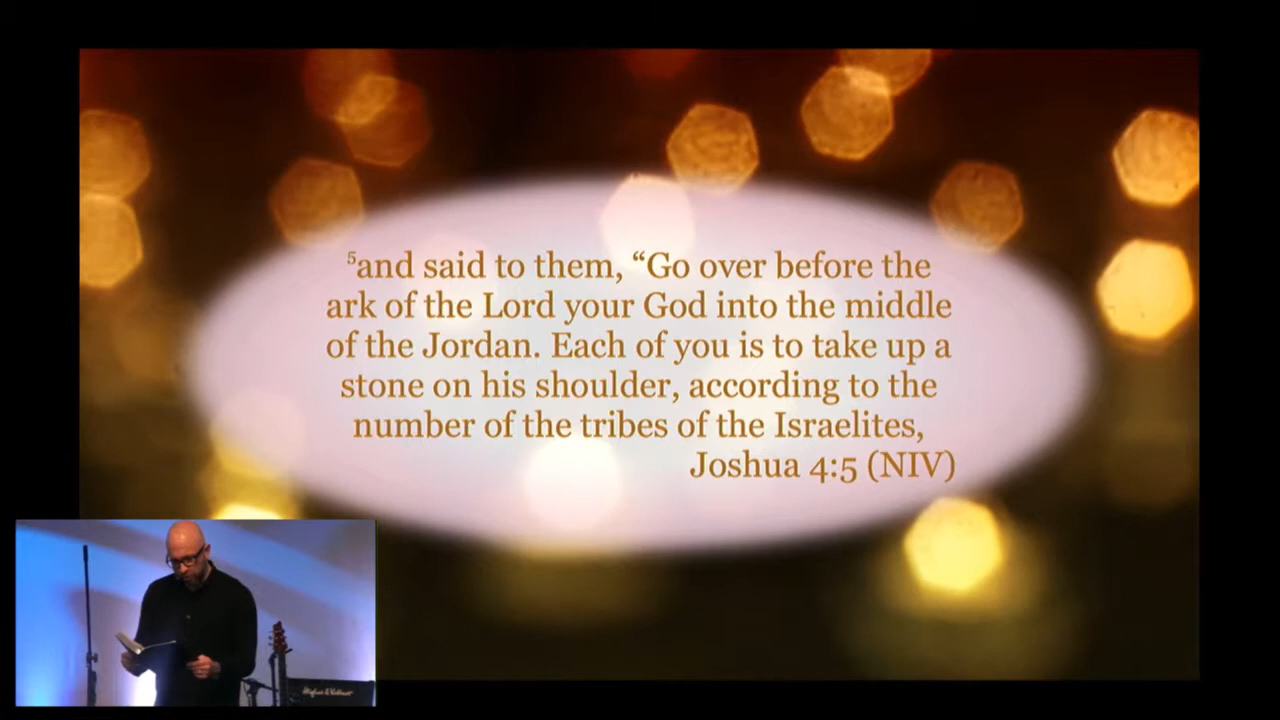 ⁵and said to them, “Go over before the
ark of the Lord your God into the middle
of the Jordan. Each of you is to take up a
stone on his shoulder, according to the
number of the tribes of the Israelites,
Joshua 4:5 (NIV)
Hughes & Kettner